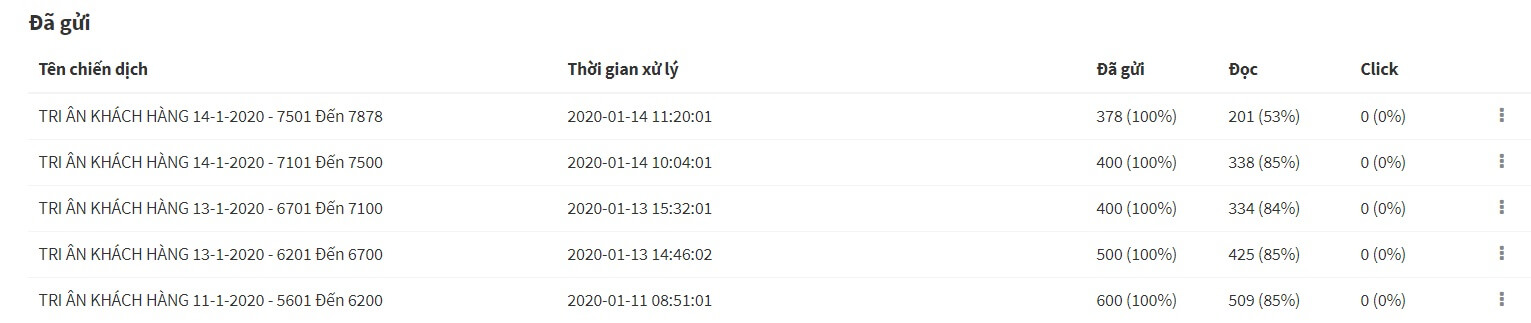 Đã gửi
Tên chiến dịch Thời gian xử lý Đã gửi Đọc Click
TRI ÂN KHÁCH HÀNG 14-1-2020 - 7501 Đến 7878 2020-01-14 11:20:01 378 (100%) 201 (53%) 0 (0%)
TRI ÂN KHÁCH HÀNG 14-1-2020 - 7101 Đến 7500 2020-01-14 10:04:01 400 (100%) 338 (85%) 0 (0%)
TRI ÂN KHÁCH HÀNG 13-1-2020 - 6701 Đến 7100 2020-01-13 15:32:01 400 (100%) 334 (84%) 0 (0%)
TRI ÂN KHÁCH HÀNG 13-1-2020 - 6201 Đến 6700 2020-01-13 14:46:02 500 (100%) 425 (85%) 0 (0%)
TRI ÂN KHÁCH HÀNG 11-1-2020 - 5601 Đến 6200 2020-01-11 08:51:01 600 (100%) 509 (85%) 0 (0%)